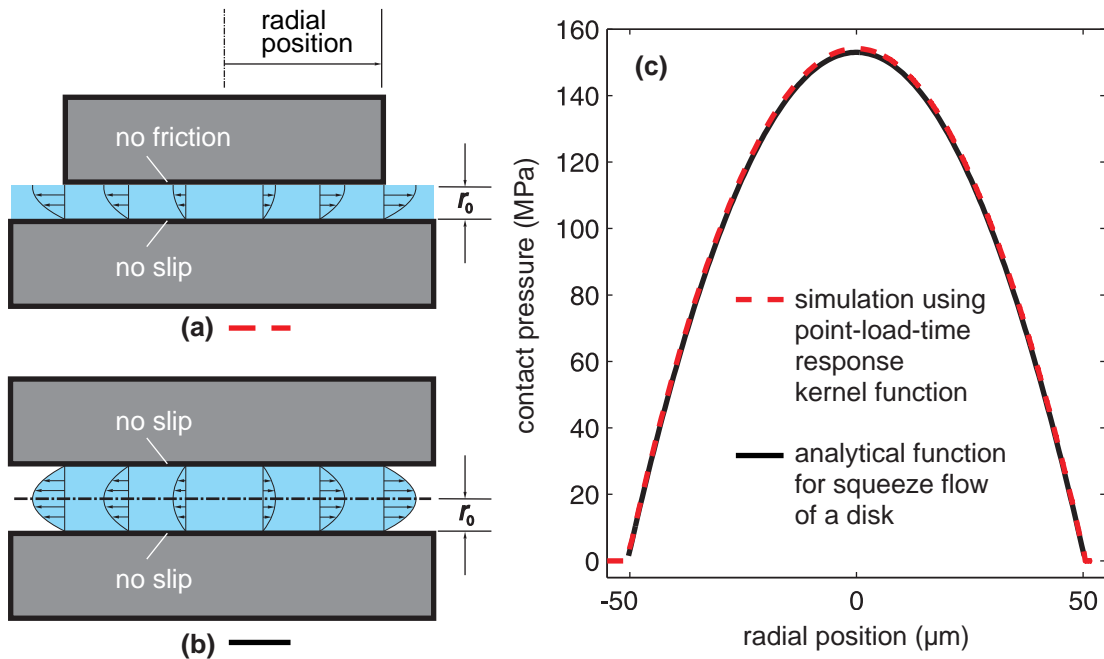 radial
position
no friction
r₀
no slip
(a)
no slip
r₀
no slip
(b)
(c)
contact pressure (MPa)
160
140
120
100
80
60
40
20
0
-50
0
50
radial position (µm)
simulation using
point-load-time
response
kernel function
analytical function
for squeeze flow
of a disk